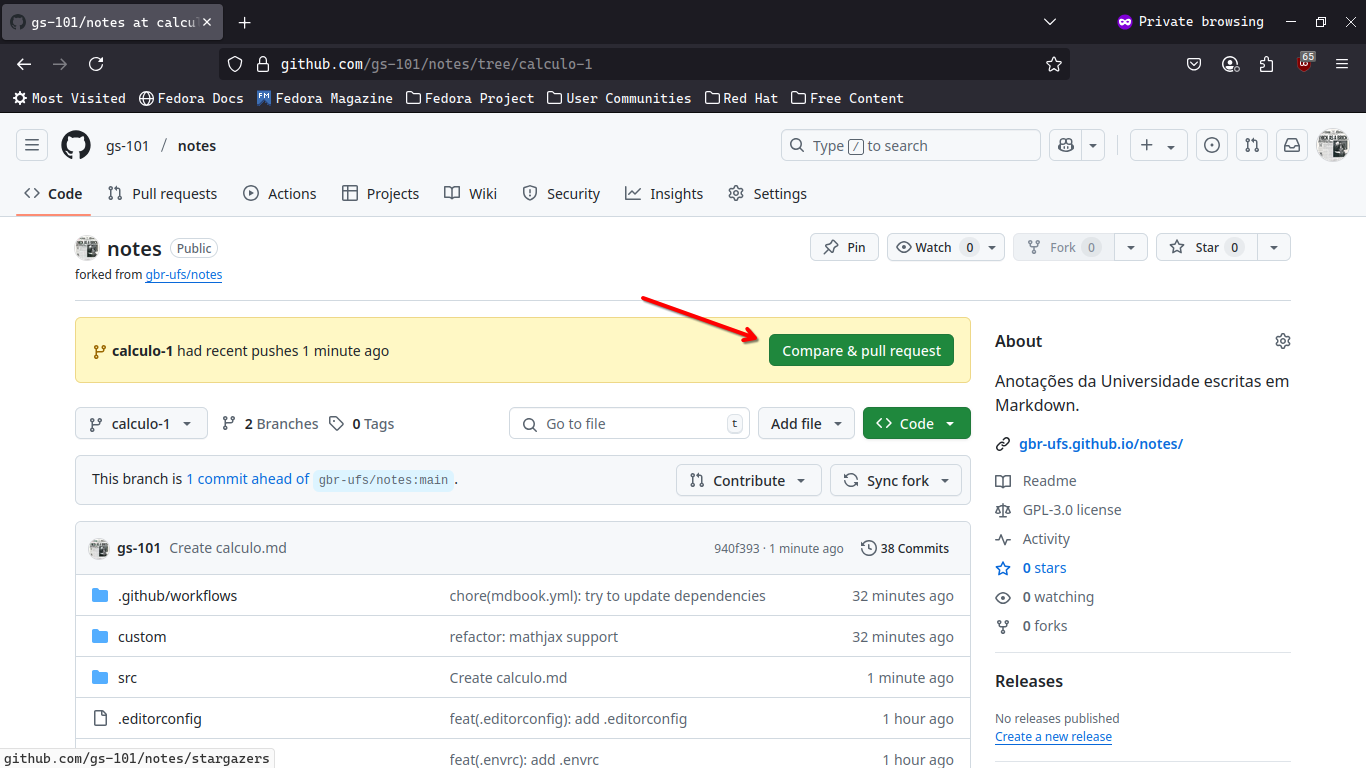 gs-101/notes at calcu
Private browsing
github.com/gs-101/notes/tree/calculo-1
65
Most Visited
Fedora Docs
Fedora Magazine
Fedora Project
User Communities
Red Hat
Free Content
gs-101 / notes
Type / to search
Code
Pull requests
Actions
Projects
Wiki
Security
Insights
Settings
notes Public
Pin
Watch 0
Fork 0
Star 0
forked from gbr-ufs/notes
calculo-1 had recent pushes 1 minute ago
Compare & pull request
calculo-1
2 Branches
0 Tags
Go to file t
Add file
Code
This branch is 1 commit ahead of gbr-ufs/notes:main .
Contribute
Sync fork
gs-101 Create calculo.md
940f393 · 1 minute ago
38 Commits
.github/workflows chore(mdbook.yml): try to update dependencies 32 minutes ago
custom refactor: mathjax support 32 minutes ago
src Create calculo.md 1 minute ago
.editorconfig feat(.editorconfig): add .editorconfig 1 hour ago
feat(.envrc): add .envrc 1 hour ago
About
Anotações da Universidade escritas em
Markdown.
gbr-ufs.github.io/notes/
Readme
GPL-3.0 license
Activity
0 stars
0 watching
0 forks
Releases
No releases published
Create a new release
github.com/gs-101/notes/stargazers